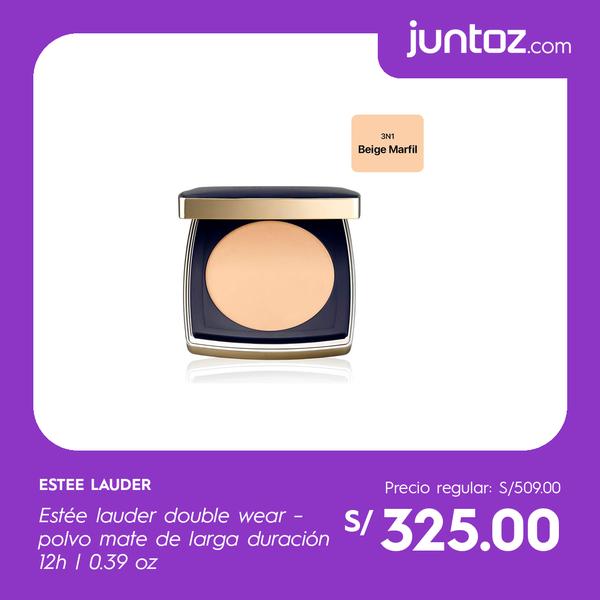 juntoz.com
3N1
Beige Marfil
ESTEE LAUDER
Estée lauder double wear –
polvo mate de larga duración
12h | 0.39 oz
Precio regular: S/509.00
S/ 325.00